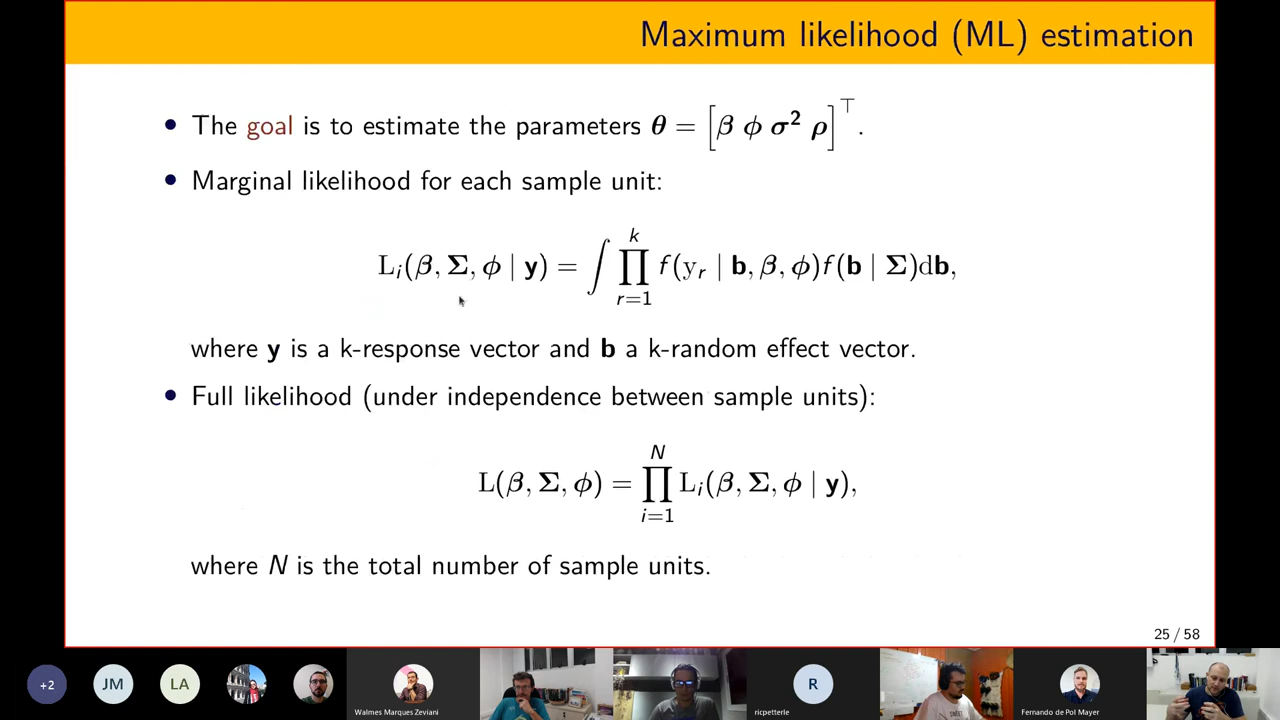 Maximum likelihood (ML) estimation
• The goal is to estimate the parameters θ = [β ϕ σ² ρ]⊤.
• Marginal likelihood for each sample unit:
Lᵢ(β, Σ, ϕ | y) = ∫ ∏_{r=1}^{k} f(yᵣ | b, β, ϕ)f(b | Σ)db,
where y is a k-response vector and b a k-random effect vector.
• Full likelihood (under independence between sample units):
L(β, Σ, ϕ) = ∏_{i=1}^{N} Lᵢ(β, Σ, ϕ | y),
where N is the total number of sample units.
25 / 58
+2
JM
LA
R
Walmes Marques Zeviani
ricpetterle
Fernando de Pol Mayer